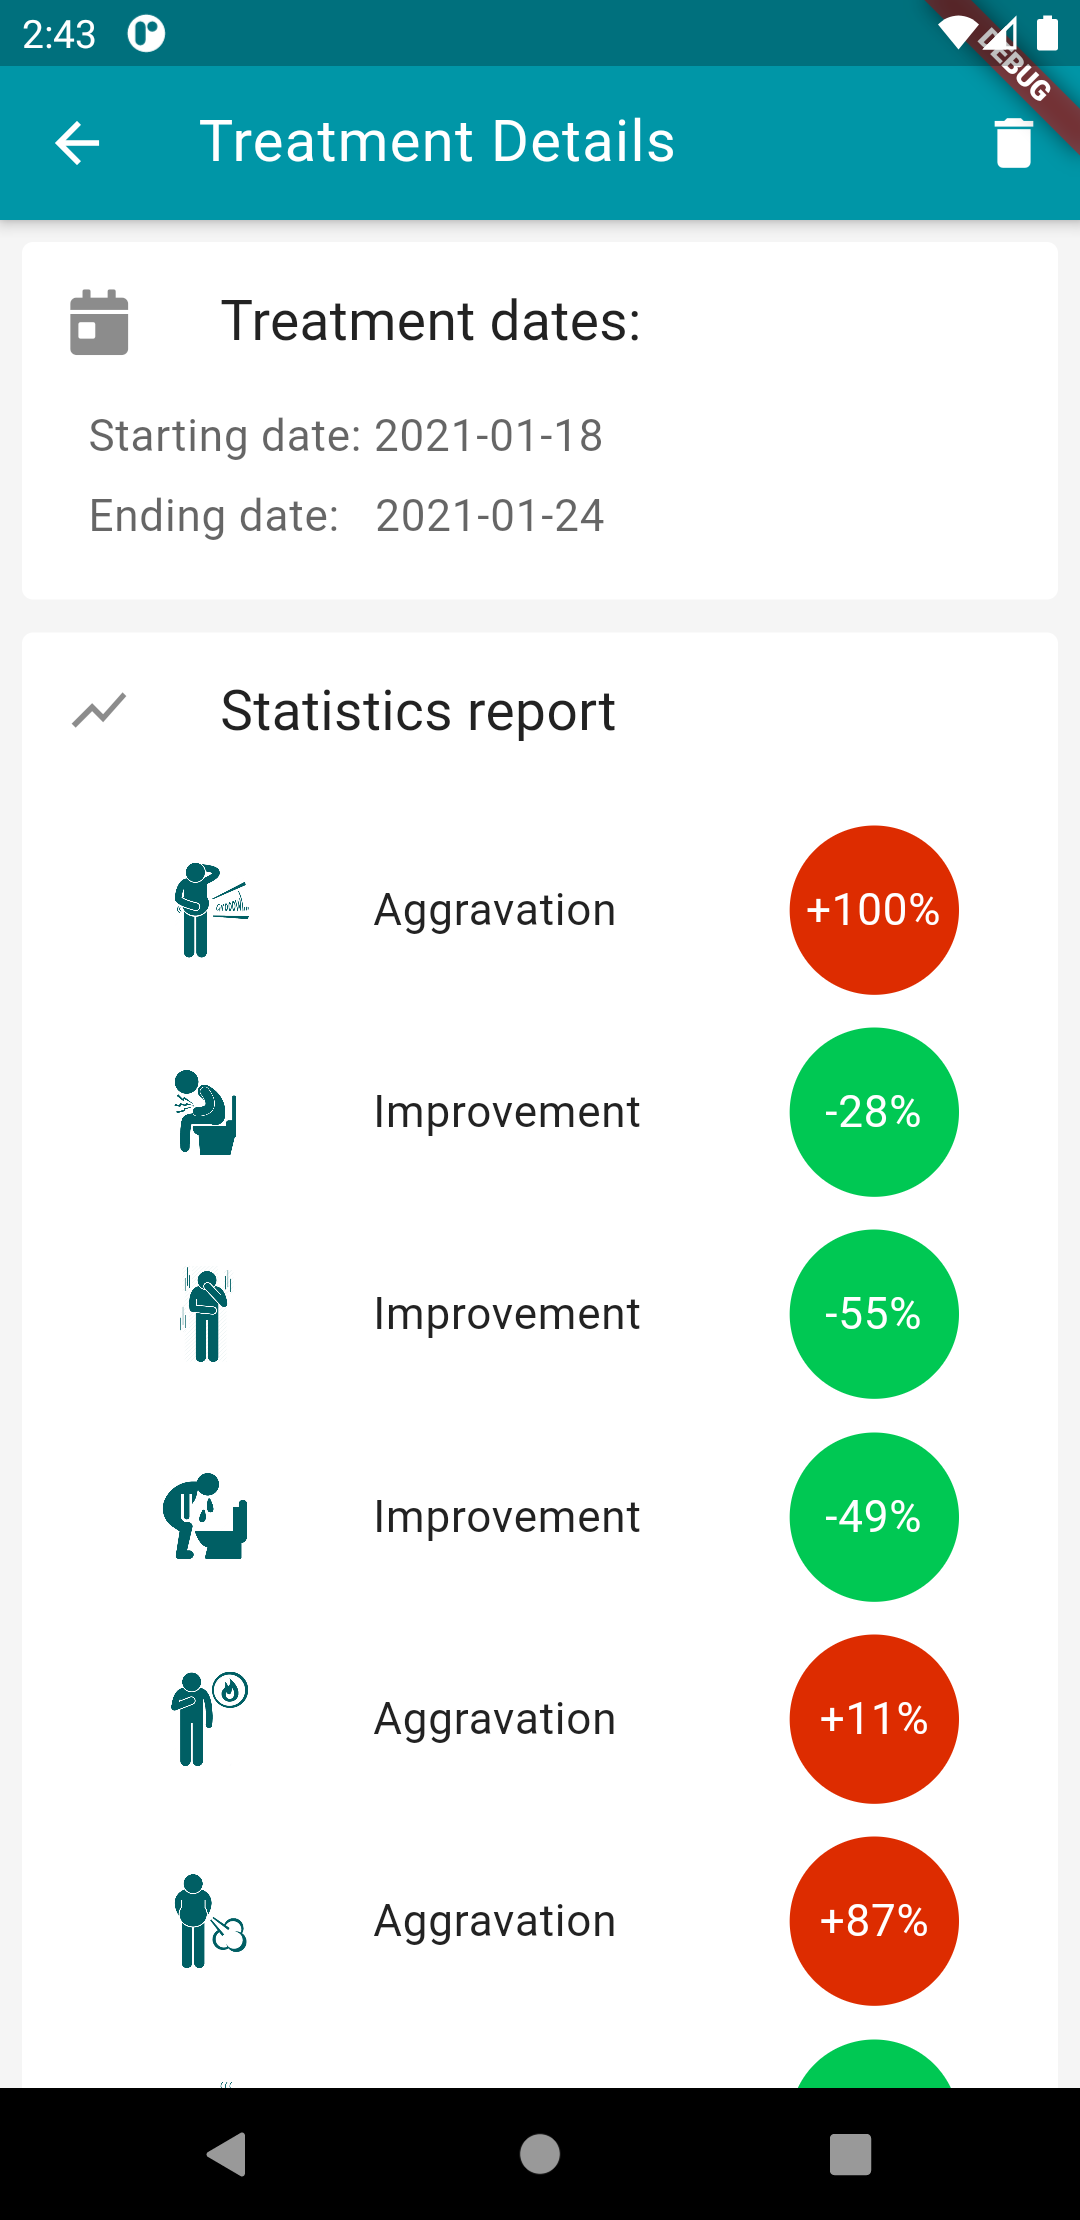 2:43
DEBUG
Treatment Details
Treatment dates:
Starting date: 2021-01-18
Ending date: 2021-01-24
Statistics report
Aggravation +100%
Improvement -28%
Improvement -55%
Improvement -49%
Aggravation +11%
Aggravation +87%